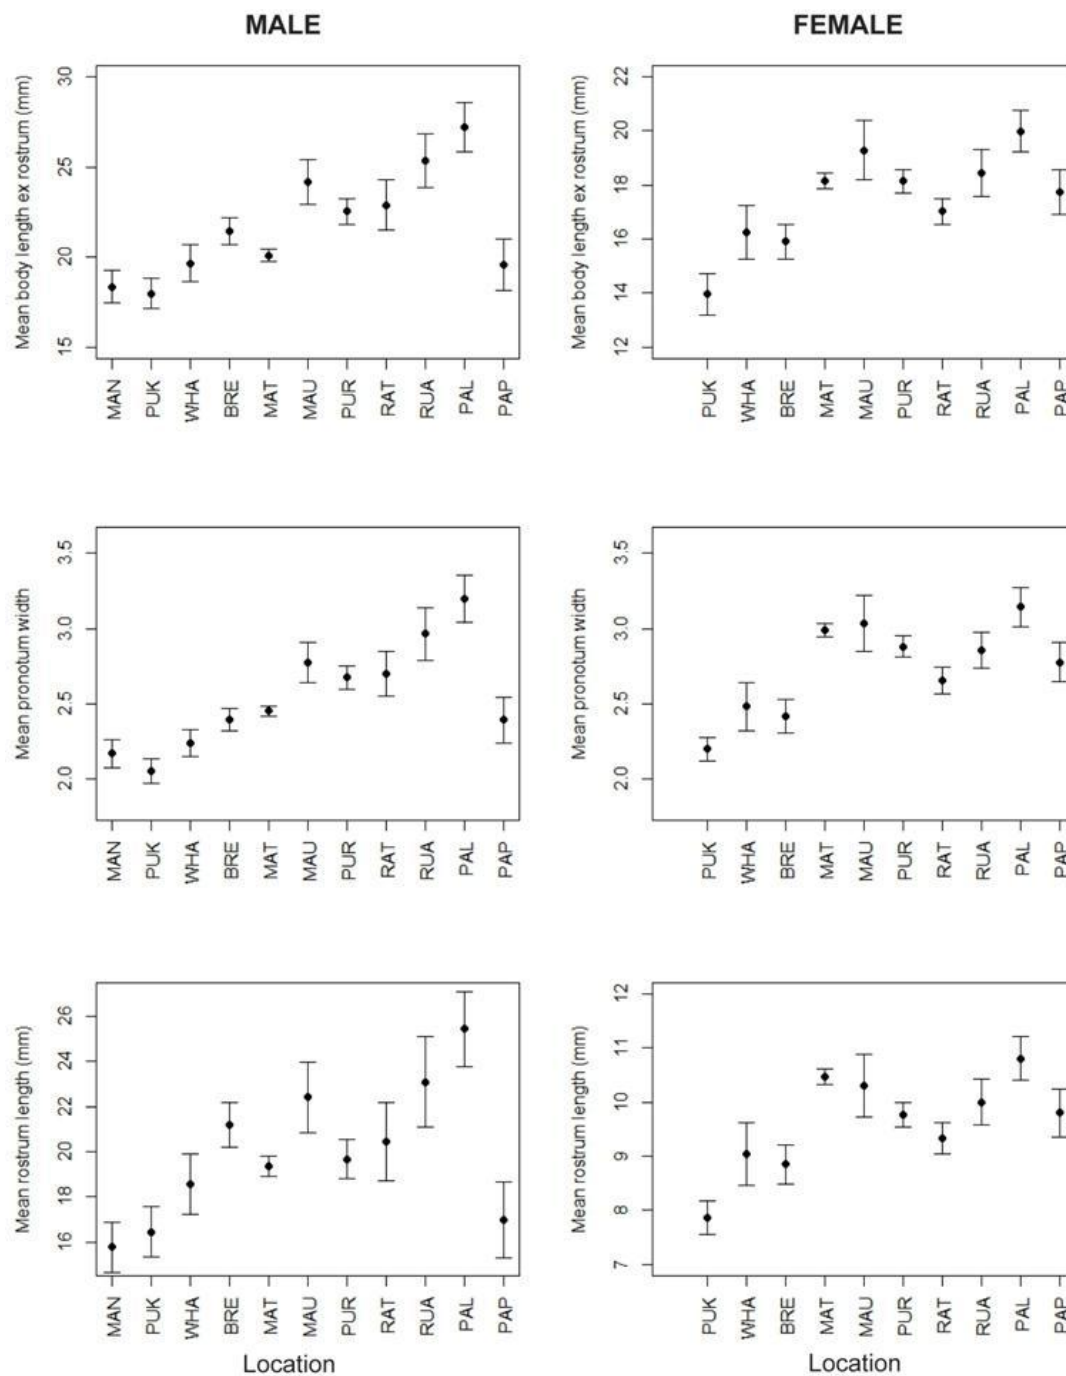 MALE
FEMALE
Mean body length ex rostrum (mm)
30
25
20
15
MAN PUK WHA BRE MAT MAU PUR RAT RUA PAL PAP
Mean body length ex rostrum (mm)
22
20
18
16
14
12
PUK WHA BRE MAT MAU PUR RAT RUA PAL PAP
Mean pronotum width
3.5
3.0
2.5
2.0
MAN PUK WHA BRE MAT MAU PUR RAT RUA PAL PAP
Mean pronotum width
3.5
3.0
2.5
2.0
PUK WHA BRE MAT MAU PUR RAT RUA PAL PAP
Mean rostrum length (mm)
26
24
22
20
18
16
MAN PUK WHA BRE MAT MAU PUR RAT RUA PAL PAP
Location
Mean rostrum length (mm)
12
11
10
9
8
7
PUK WHA BRE MAT MAU PUR RAT RUA PAL PAP
Location